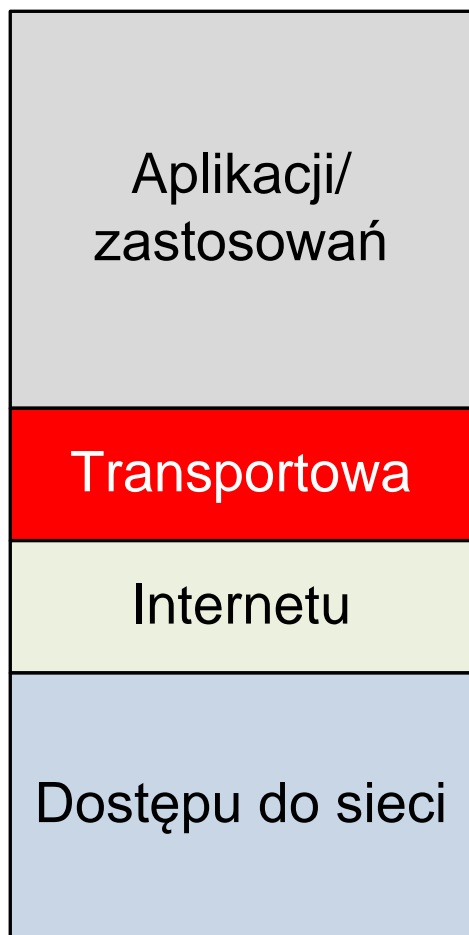 Aplikacji/
zastosowań
Transportowa
Internetu
Dostępu do sieci